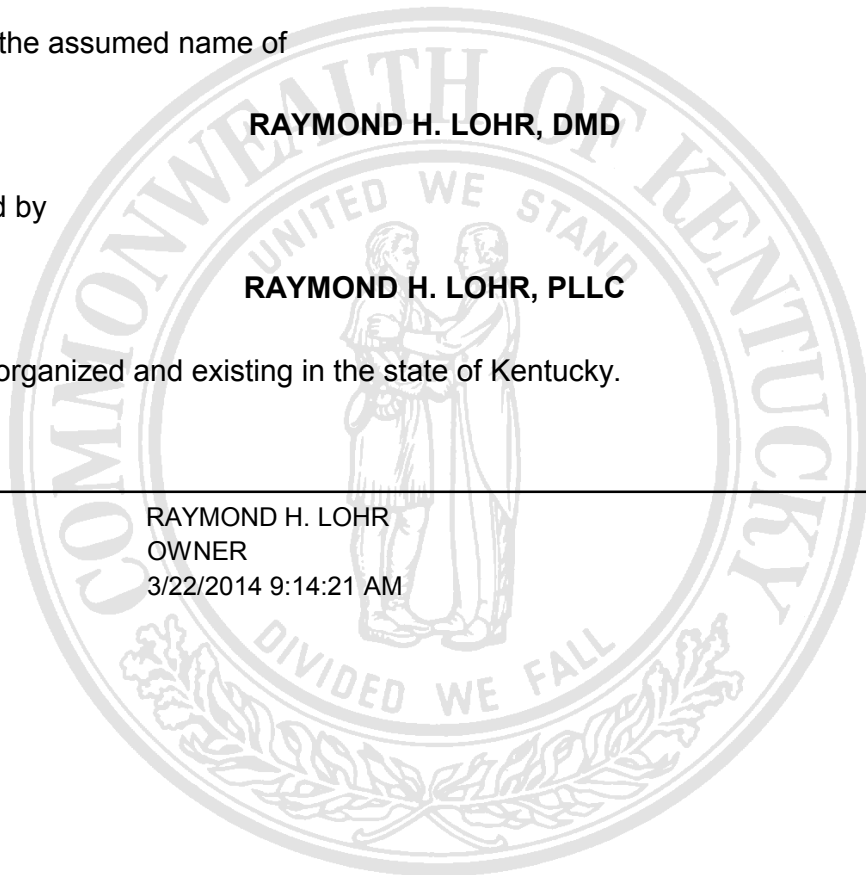 the assumed name of
RAYMOND H. LOHR, DMD
d by
RAYMOND H. LOHR, PLLC
organized and existing in the state of Kentucky.
RAYMOND H. LOHR
OWNER
3/22/2014 9:14:21 AM
COMMONWEALTH OF KENTUCKY
UNITED WE STAND
DIVIDED WE FALL